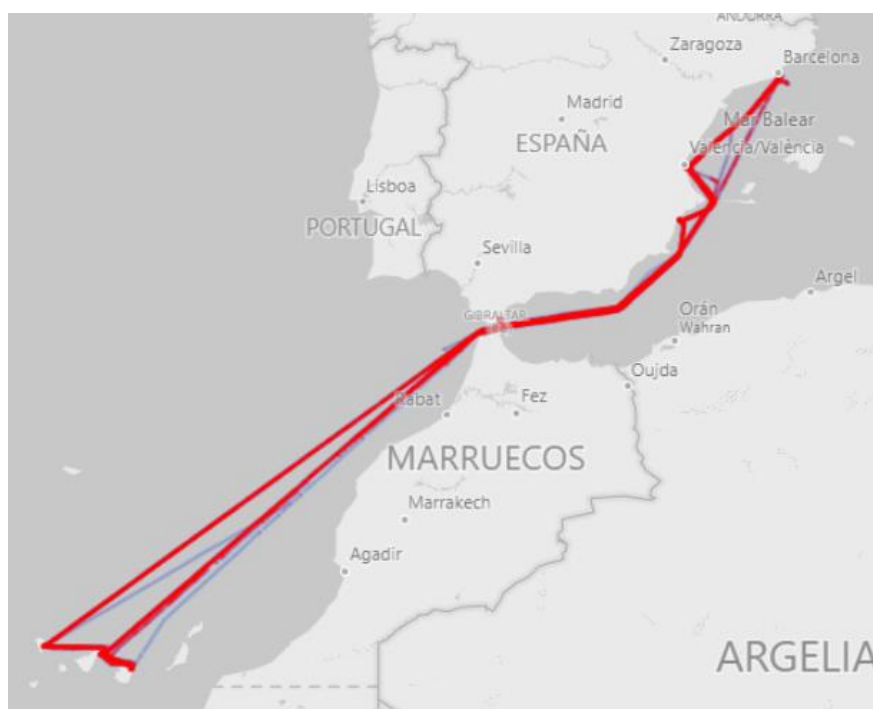 ANDORRA
Zaragoza
Barcelona
Madrid
Mar Balear
ESPAÑA
Valencia/València
Lisboa
PORTUGAL
Sevilla
Argel
GIBRALTAR
Orán
Wahran
Oujda
Rabat
Fez
MARRUECOS
Marrakech
Agadir
ARGELIA